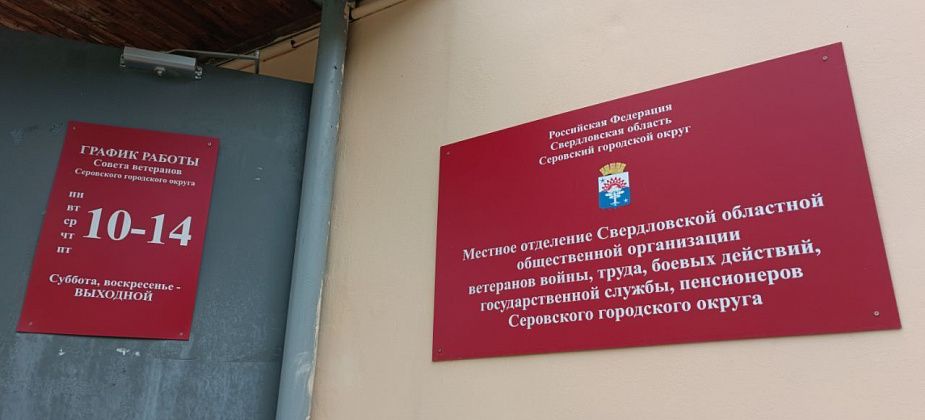 ГРАФИК РАБОТЫ
Совета ветеранов
Серовского городского округа
пн
вт
ср
чт
пт
10-14
Суббота, воскресенье -
ВЫХОДНОЙ
Российская Федерация
Свердловская область
Серовский городской округ
Местное отделение Свердловской областной
общественной организации
ветеранов войны, труда, боевых действий,
государственной службы, пенсионеров
Серовского городского округа